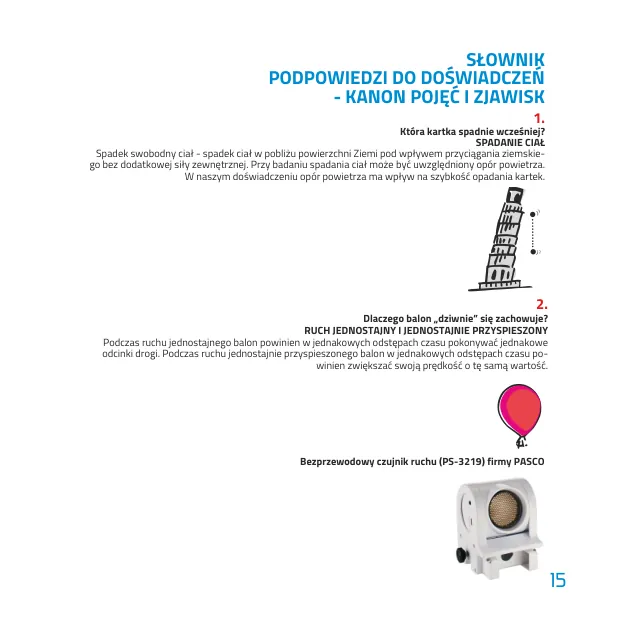 SŁOWNIK
PODPOWIEDZI DO DOŚWIADCZEŃ
- KANON POJĘĆ I ZJAWISK
1.
Która kartka spadnie wcześniej?
SPADANIE CIAŁ
Spadek swobodny ciał - spadek ciał w pobliżu powierzchni Ziemi pod wpływem przyciągania ziemskie-
go bez dodatkowej siły zewnętrznej. Przy badaniu spadania ciał może być uwzględniony opór powietrza.
W naszym doświadczeniu opór powietrza ma wpływ na szybkość opadania kartek.
2.
Dlaczego balon „dziwnie” się zachowuje?
RUCH JEDNOSTAJNY I JEDNOSTAJNIE PRZYSPIESZONY
Podczas ruchu jednostajnego balon powinien w jednakowych odstępach czasu pokonywać jednakowe
odcinki drogi. Podczas ruchu jednostajnie przyspieszonego balon w jednakowych odstępach czasu po-
winien zwiększać swoją prędkość o tę samą wartość.
Bezprzewodowy czujnik ruchu (PS-3219) firmy PASCO
15